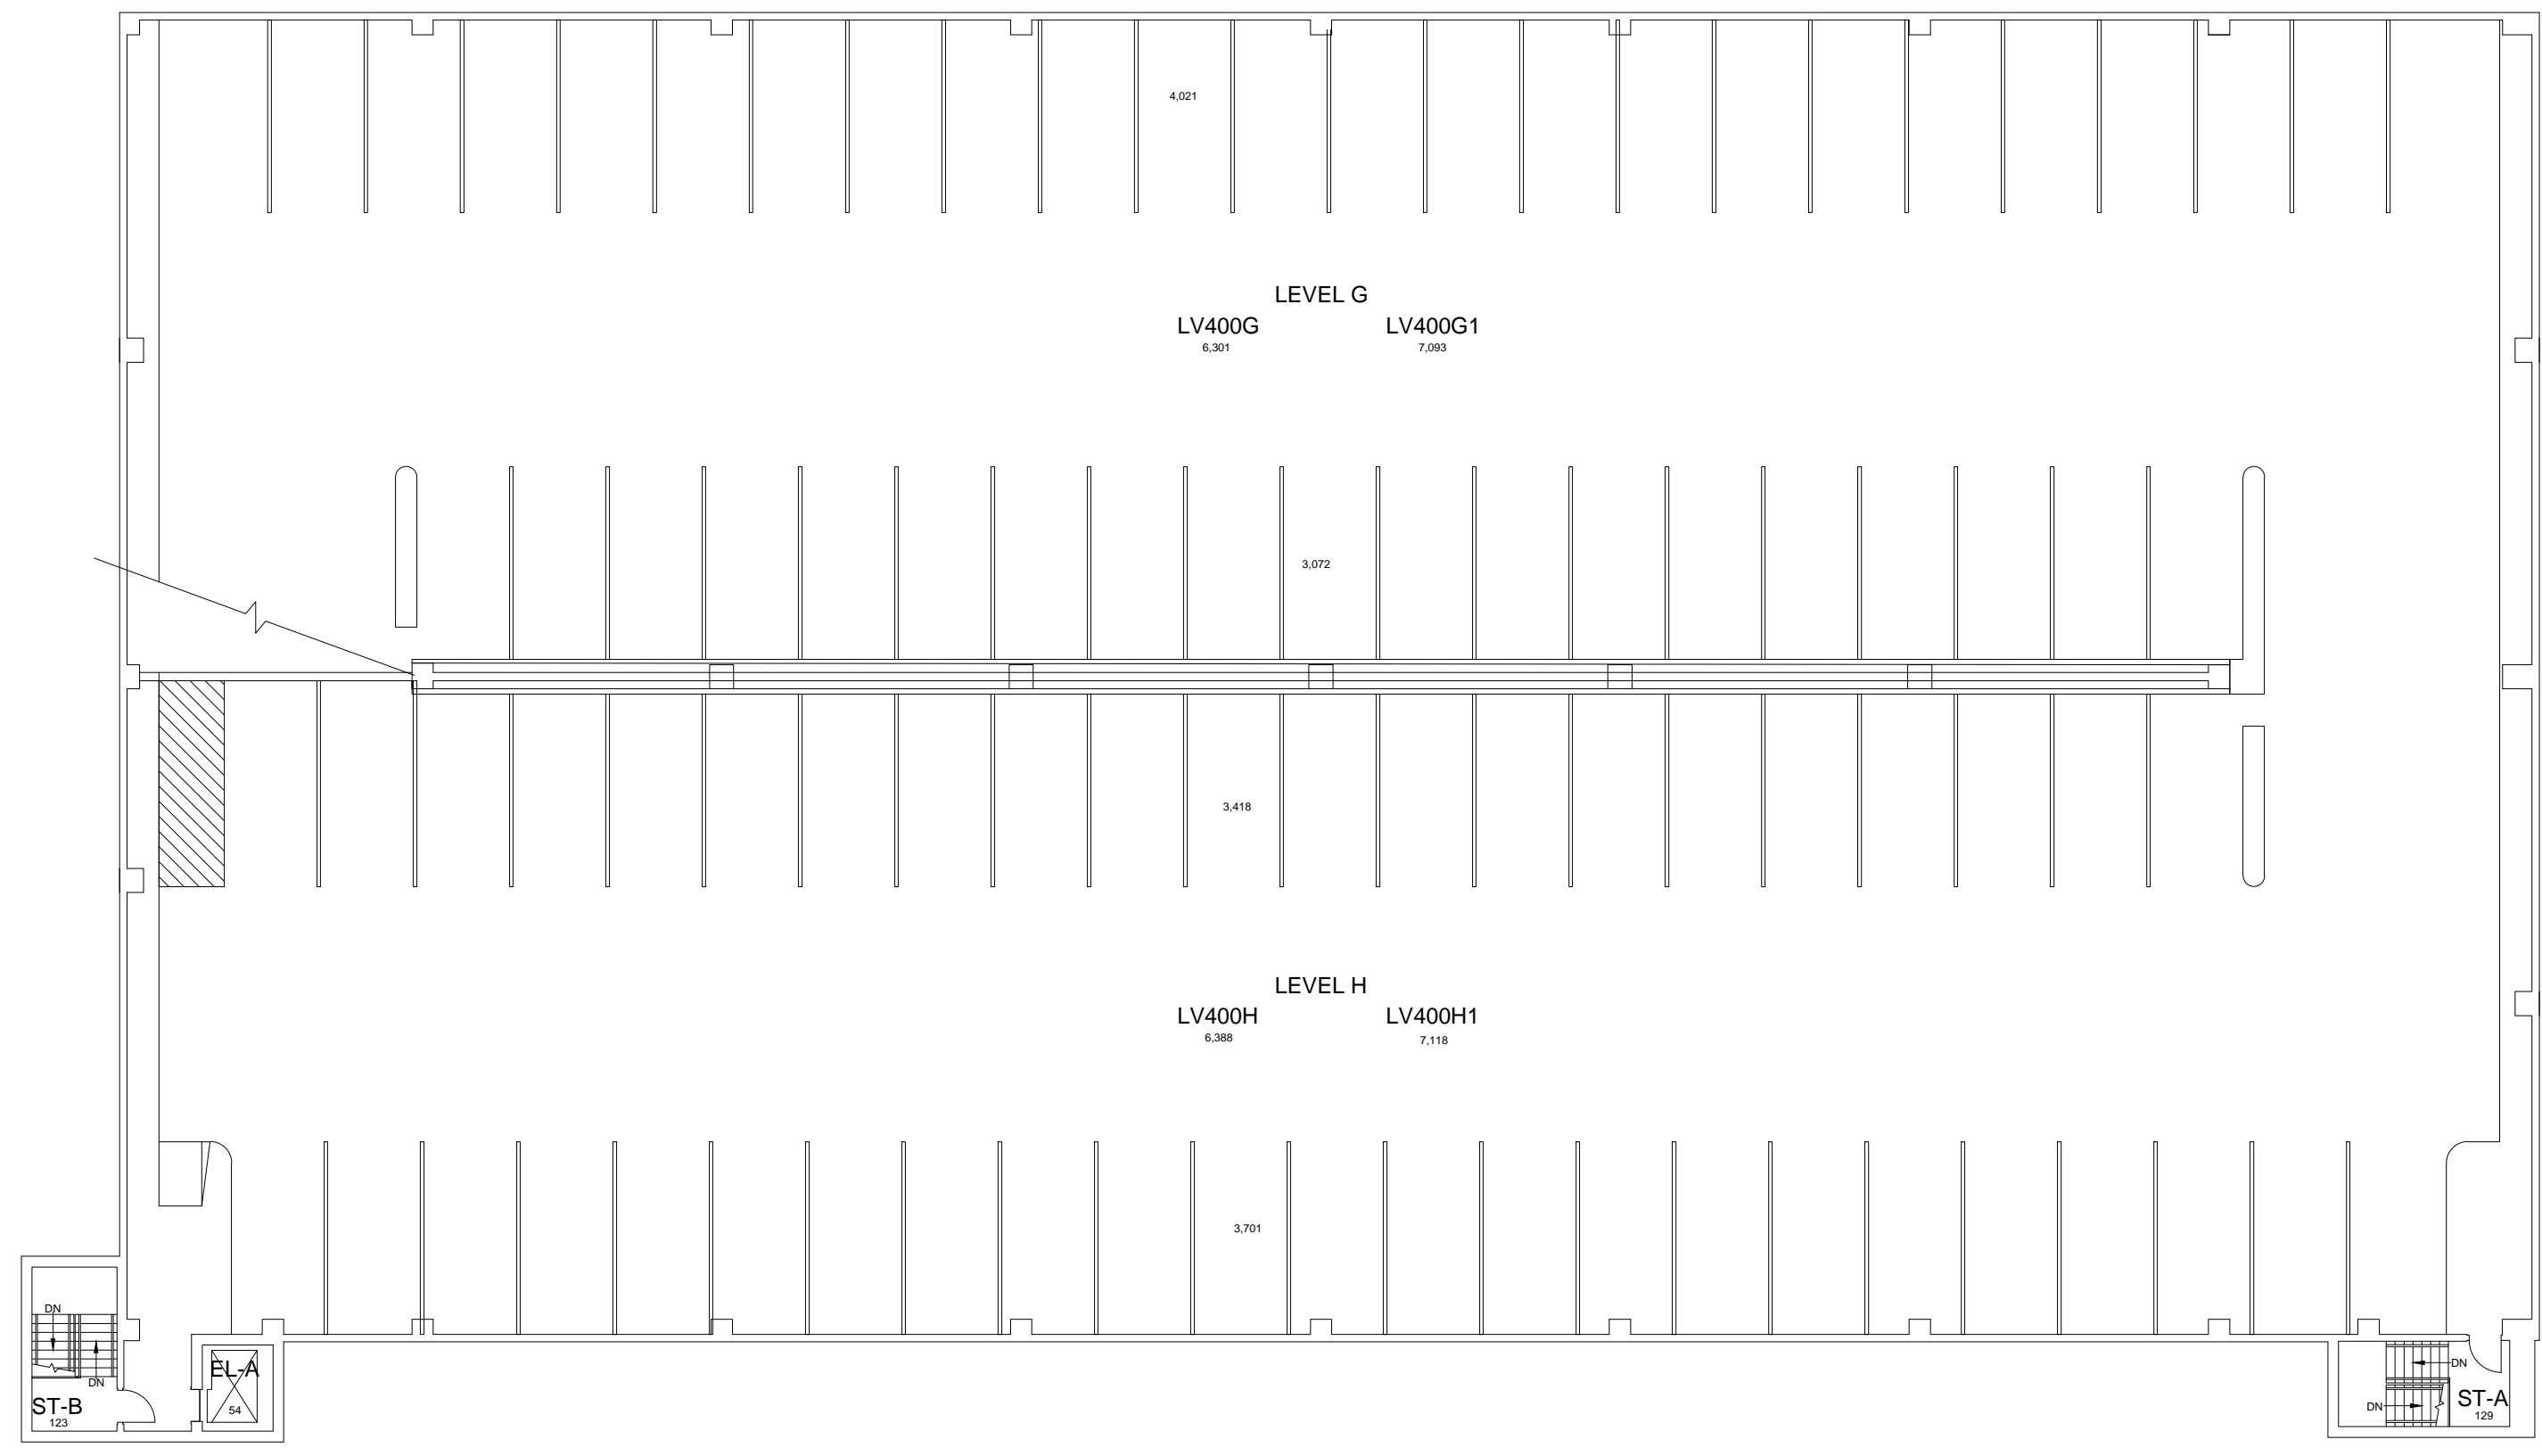 4,021
LEVEL G
LV400G LV400G1
6,301 7,093
3,072
3,418
LEVEL H
LV400H LV400H1
6,388 7,118
3,701
DN
DN
ST-B
123
EL-A
54
DN
DN
ST-A
129